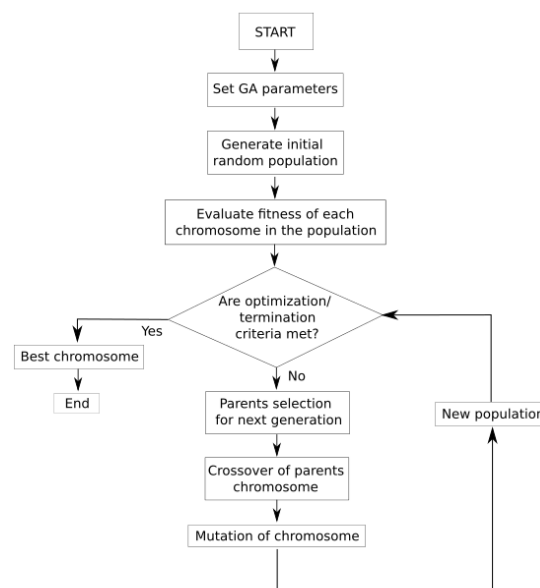 START
Set GA parameters
Generate initial
random population
Evaluate fitness of each
chromosome in the population
Are optimization/
termination
criteria met?
Yes
No
Best chromosome
End
Parents selection
for next generation
New population
Crossover of parents
chromosome
Mutation of chromosome